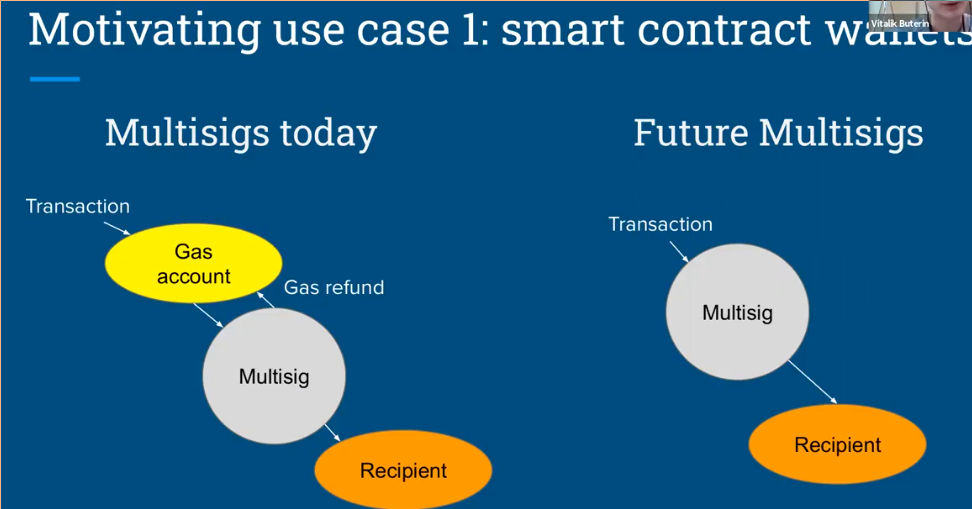 Motivating use case 1: smart contract wallets
Vitalik Buterin
Multisigs today
Future Multisigs
Transaction
Gas
account
Gas refund
Multisig
Recipient
Transaction
Multisig
Recipient